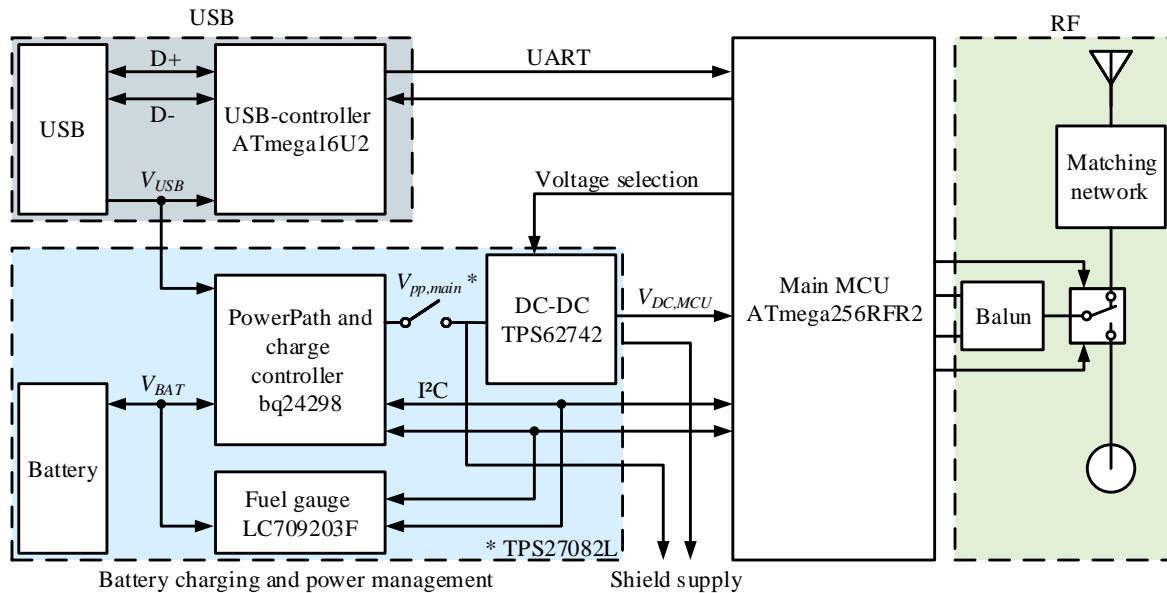 USB
RF
D+
D-
USB
USB-controller
ATmega16U2
UART
V_USB
Voltage selection
Matching
network
V_pp,main *
DC-DC
TPS62742
V_DC,MCU
Main MCU
ATmega256RFR2
Balun
PowerPath and
charge
controller
bq24298
V_BAT
I²C
Battery
Fuel gauge
LC709203F
* TPS27082L
Battery charging and power management
Shield supply